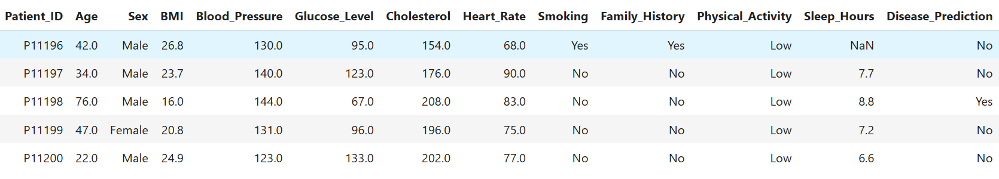 Patient_ID Age Sex BMI Blood_Pressure Glucose_Level Cholesterol Heart_Rate Smoking Family_History Physical_Activity Sleep_Hours Disease_Prediction
P11196 42.0 Male 26.8 130.0 95.0 154.0 68.0 Yes Yes Low NaN No
P11197 34.0 Male 23.7 140.0 123.0 176.0 90.0 No No Low 7.7 No
P11198 76.0 Male 16.0 144.0 67.0 208.0 83.0 No No Low 8.8 Yes
P11199 47.0 Female 20.8 131.0 96.0 196.0 75.0 No No Low 7.2 No
P11200 22.0 Male 24.9 123.0 133.0 202.0 77.0 No No Low 6.6 No